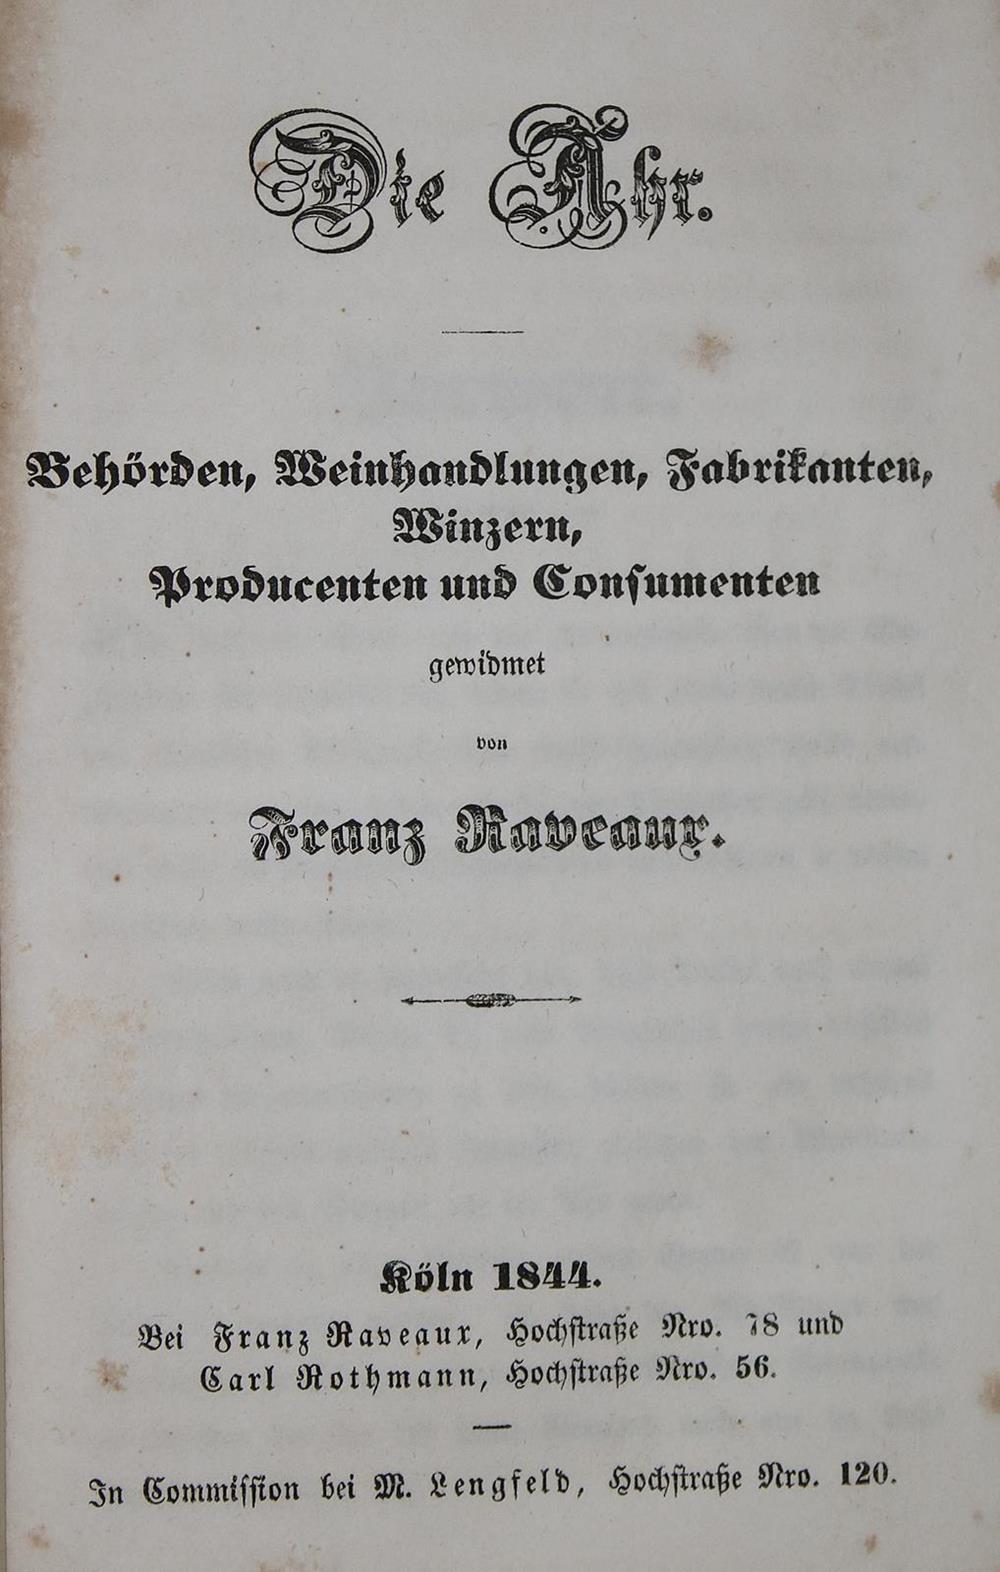 Die Ahr.
Behörden, Weinhandlungen, Fabrikanten,
Winzern,
Producenten und Consumenten
gewidmet
von
Franz Raveaux.
Köln 1844.
Bei Franz Raveaux, Hochstraße Nro. 78 und
Carl Rothmann, Hochstraße Nro. 56.
In Commission bei M. Lengfeld, Hochstraße Nro. 120.